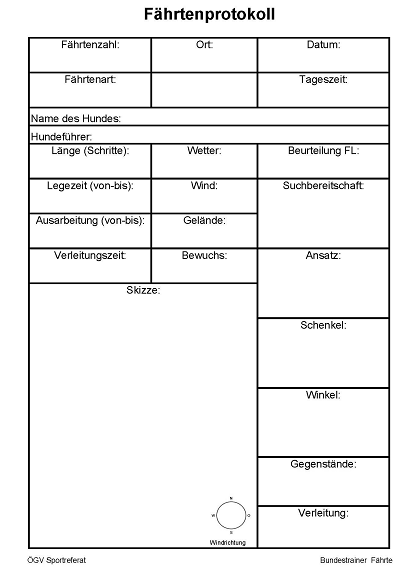 Fährtenprotokoll
Fährtenzahl: Ort: Datum:
Fährtenart: Tageszeit:
Name des Hundes:
Hundeführer:
Länge (Schritte): Wetter: Beurteilung FL:
Legezeit (von-bis): Wind: Suchbereitschaft:
Ausarbeitung (von-bis): Gelände:
Verleitungszeit: Bewuchs: Ansatz:
Skizze:
Schenkel:
Winkel:
Gegenstände:
N
W O
S
Verleitung:
Windrichtung
ÖGV Sportreferat Bundestrainer Fährte